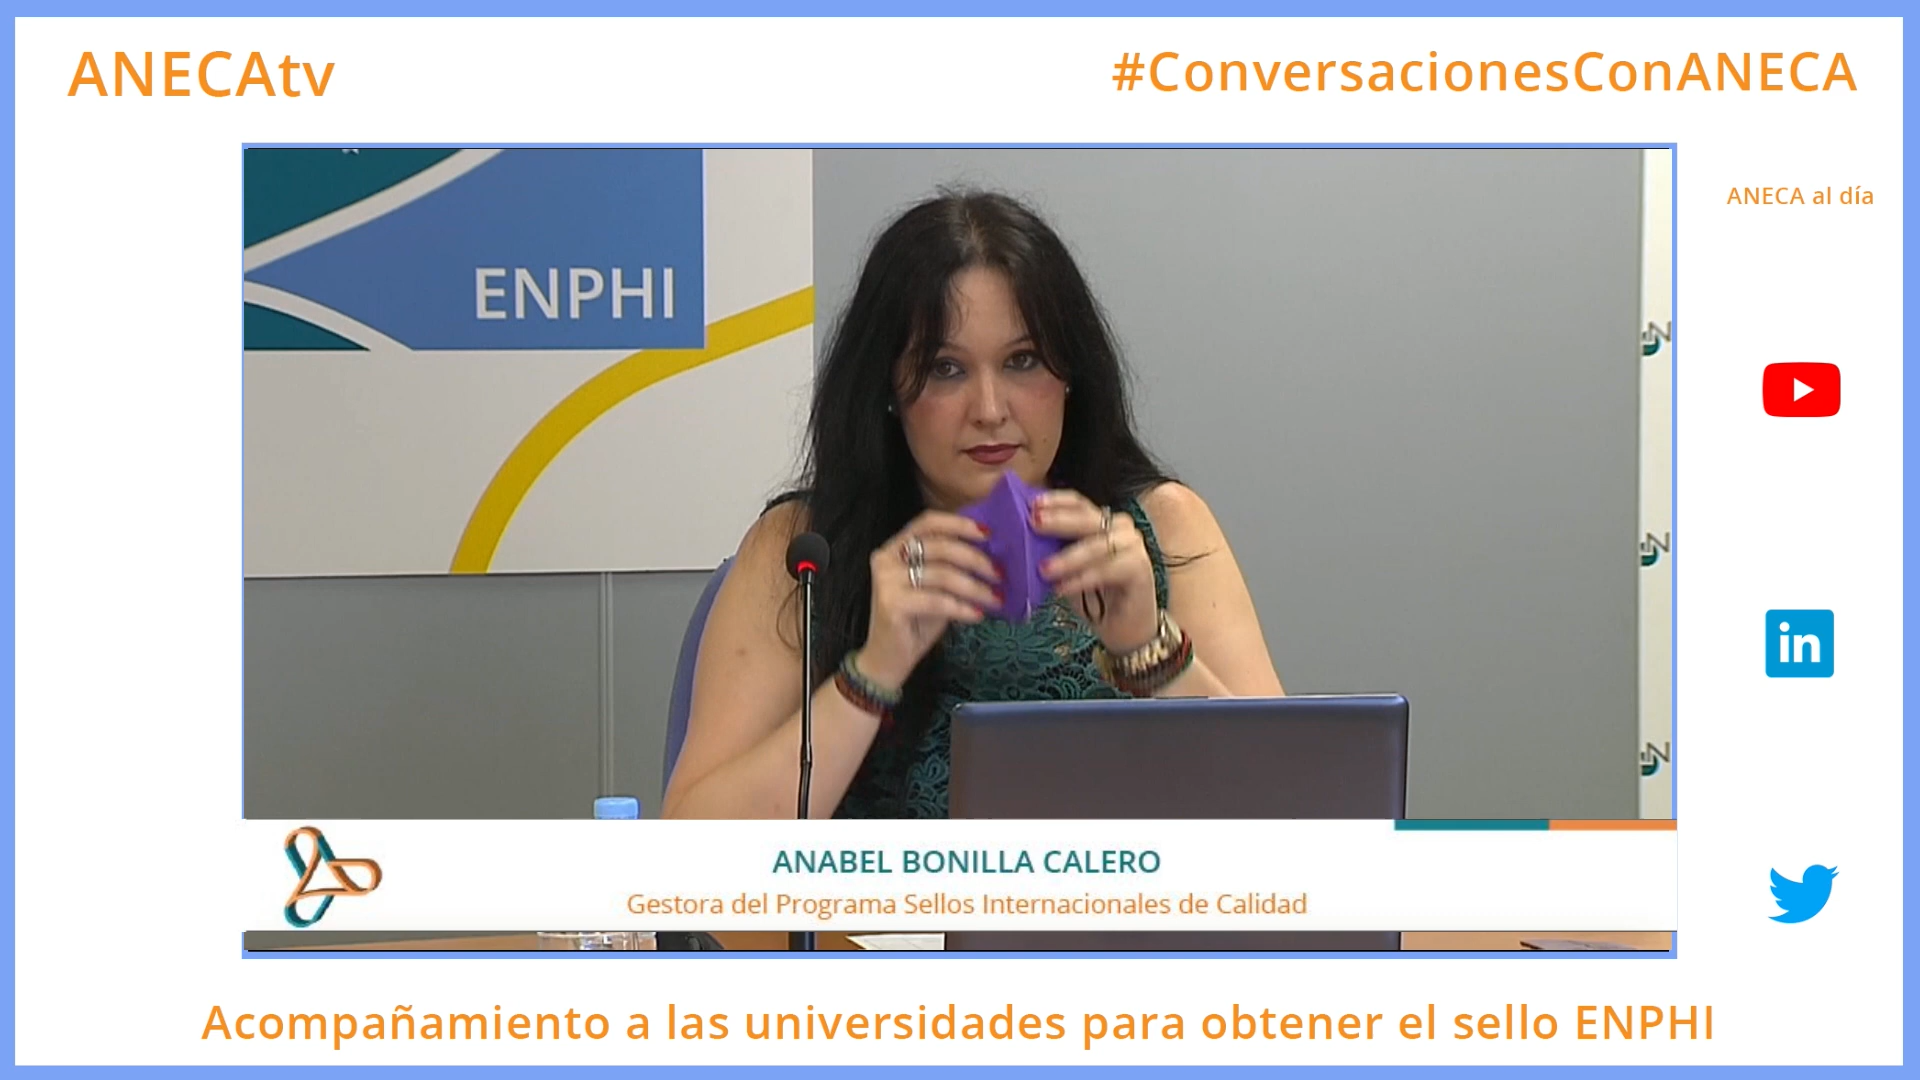 ANECAtv
#ConversacionesConANECA
ANECA al día
ENPHI
in
ANABEL BONILLA CALERO
Gestora del Programa Sellos Internacionales de Calidad
Acompañamiento a las universidades para obtener el sello ENPHI